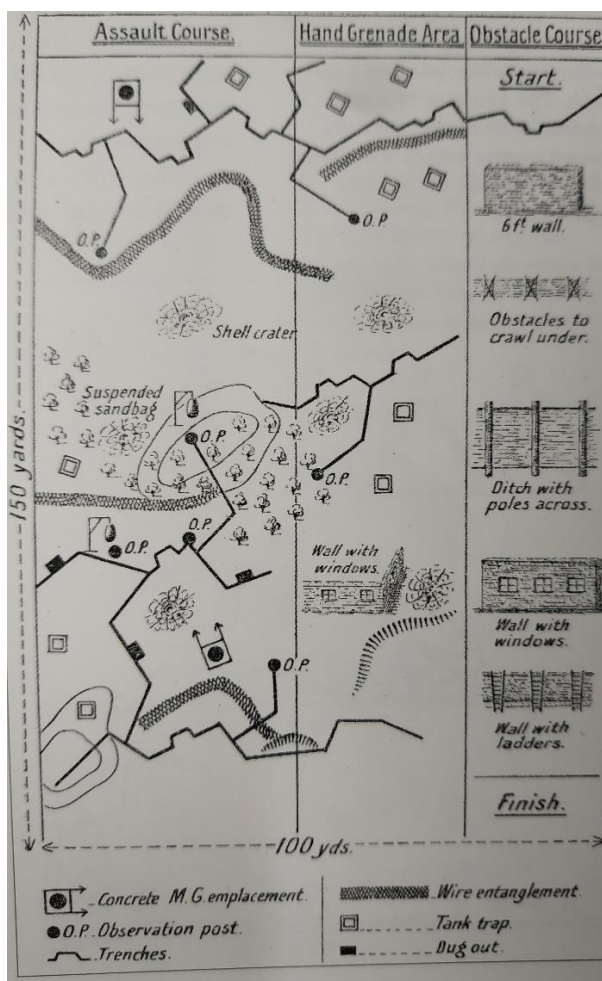 Assault Course.
Hand Grenade Area
Obstacle Course
Start.
6ft. wall.
O.P.
O.P.
Obstacles to
crawl under.
Shell crater
Suspended
sandbag
O.P.
O.P.
Ditch with
poles across.
O.P.
O.P.
Wall with
windows.
Wall with
windows.
O.P.
Wall with
ladders.
Finish.
150 yards.
100 yds.
Concrete M.G. emplacement.
O.P. Observation post.
Trenches.
Wire entanglement.
Tank trap.
Dug out.